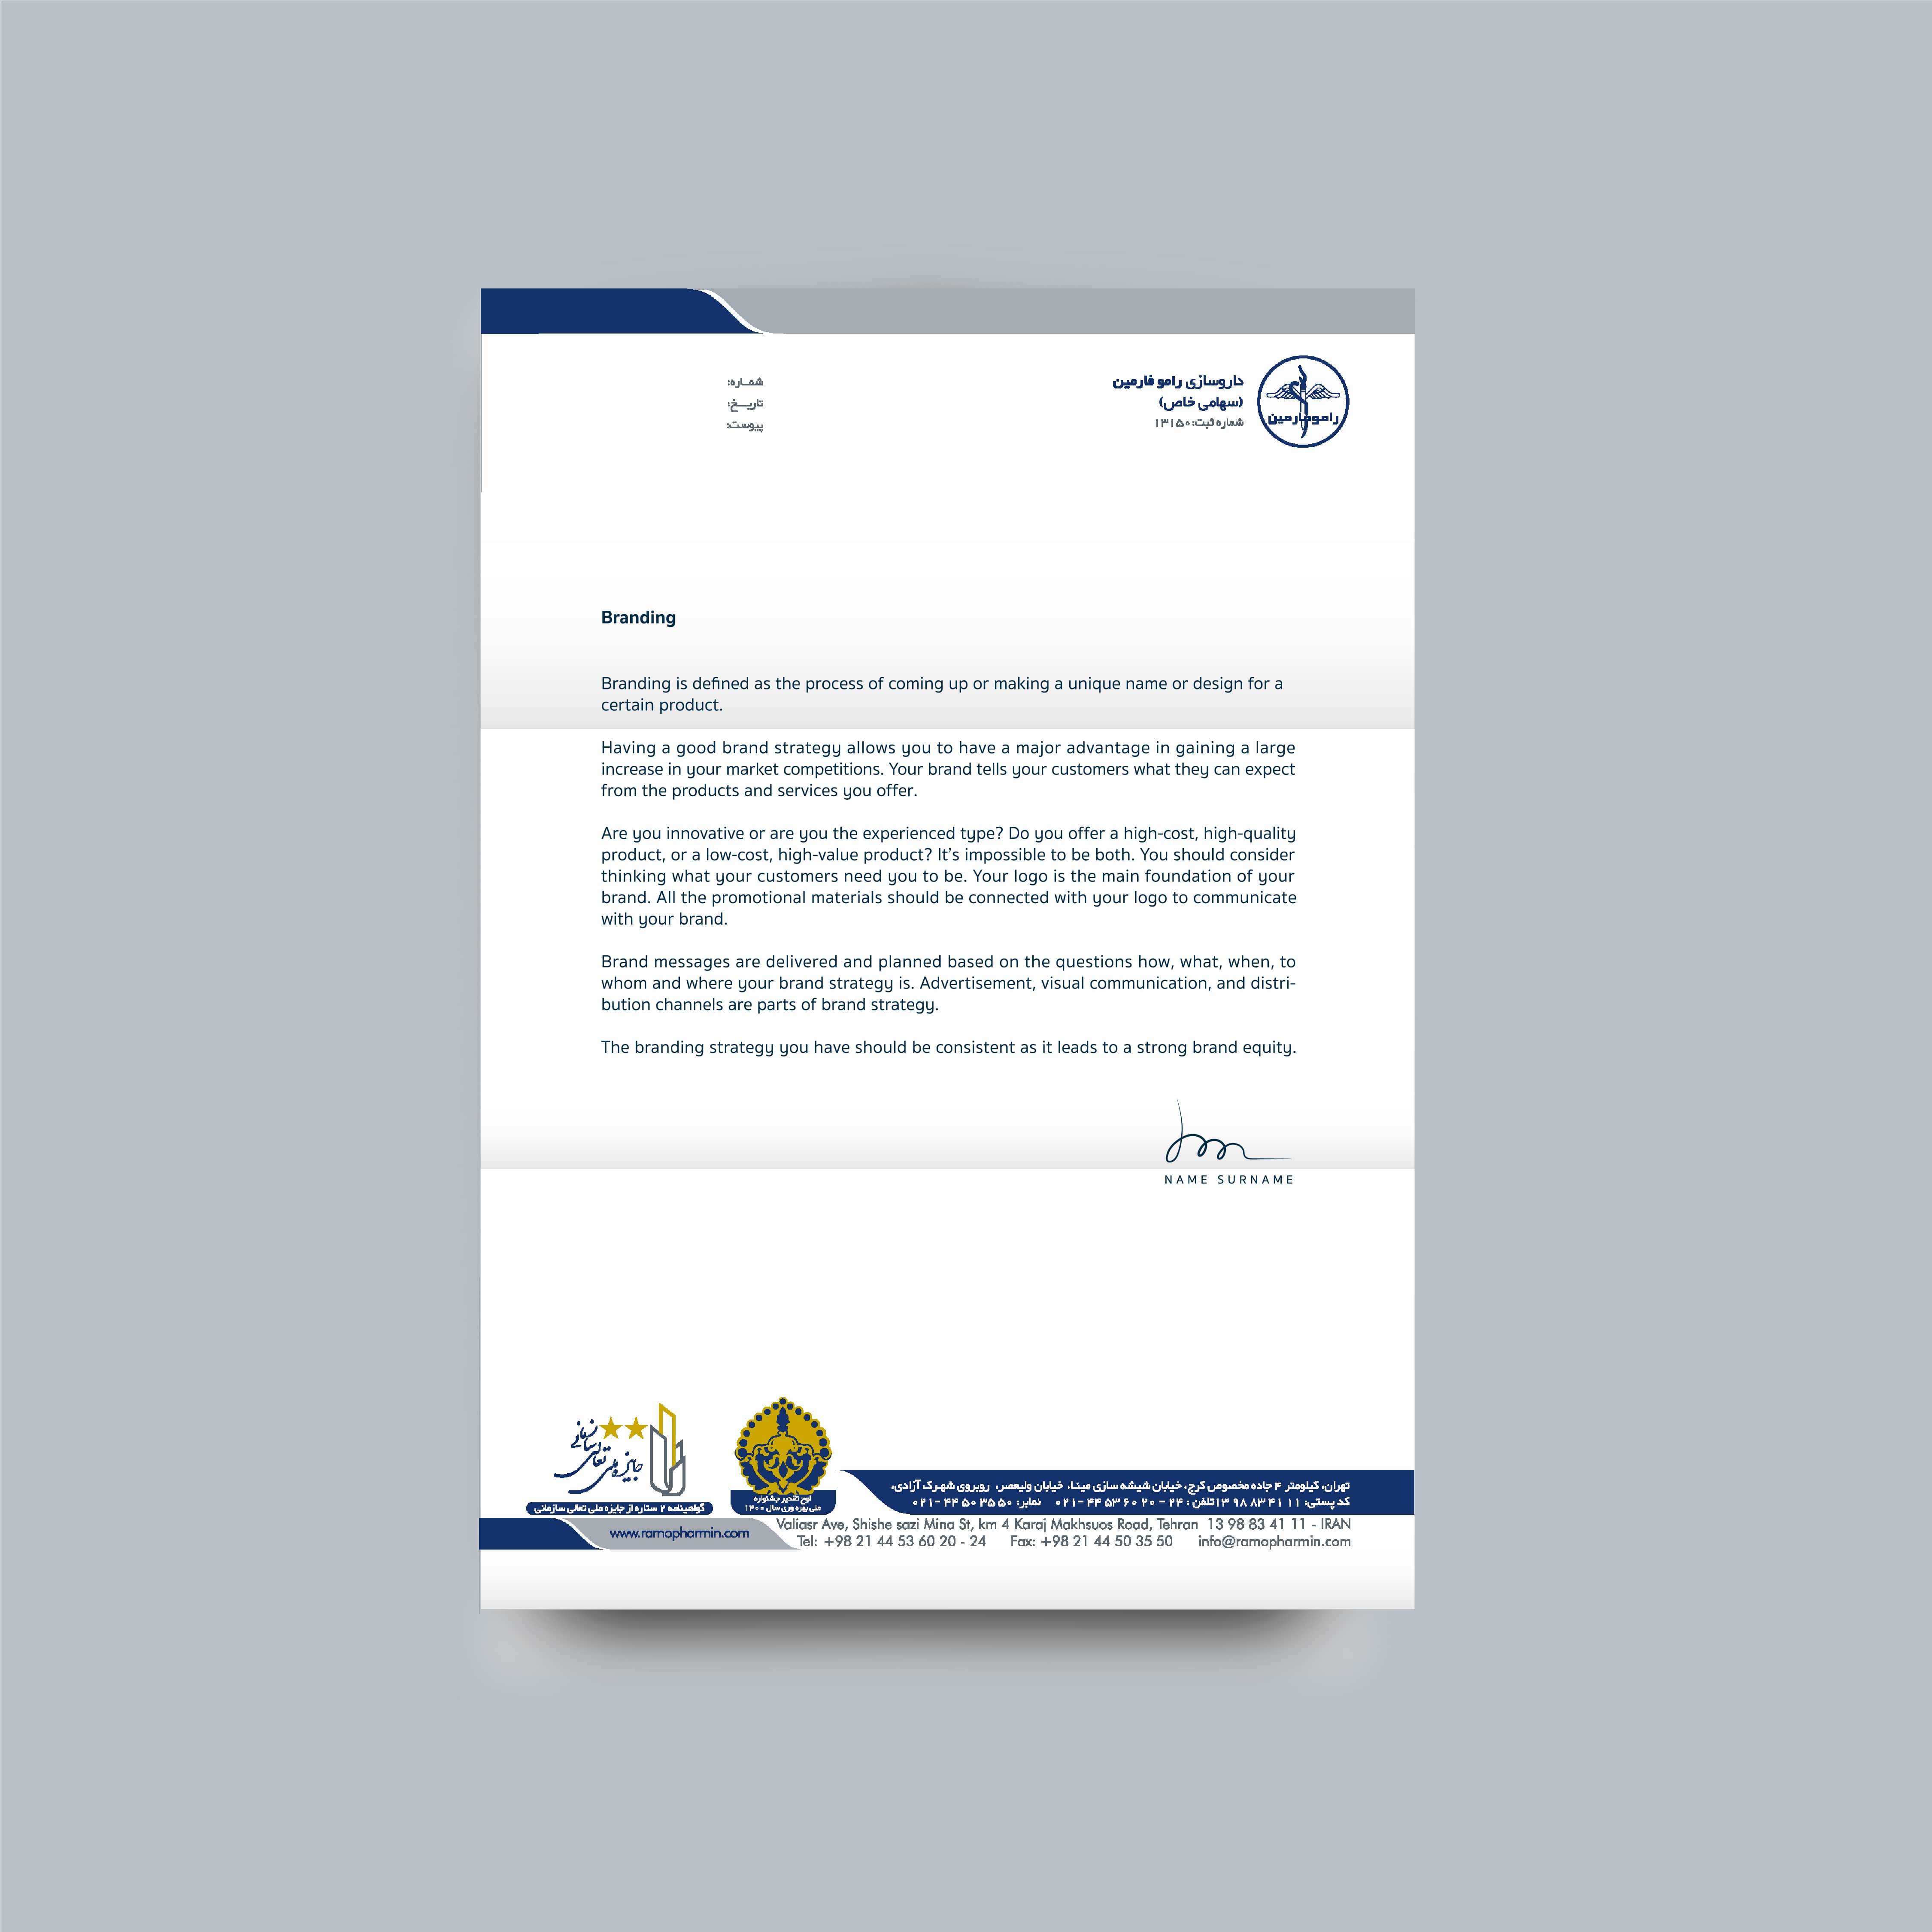 داروسازی رامو فارمین
(سهامی خاص)
شماره ثبت: ۱۳۱۵۰
رامو فارمین
شمـاره:
تاریـــخ:
پیوست:
Branding
Branding is defined as the process of coming up or making a unique name or design for a
certain product.
Having a good brand strategy allows you to have a major advantage in gaining a large
increase in your market competitions. Your brand tells your customers what they can expect
from the products and services you offer.
Are you innovative or are you the experienced type? Do you offer a high-cost, high-quality
product, or a low-cost, high-value product? It’s impossible to be both. You should consider
thinking what your customers need you to be. Your logo is the main foundation of your
brand. All the promotional materials should be connected with your logo to communicate
with your brand.
Brand messages are delivered and planned based on the questions how, what, when, to
whom and where your brand strategy is. Advertisement, visual communication, and distri-
bution channels are parts of brand strategy.
The branding strategy you have should be consistent as it leads to a strong brand equity.
NAME SURNAME
جایزه ملی تعالی سازمانی
گواهینامه ۲ ستاره از جایزه ملی تعالی سازمانی
لوح تقدیر جشنواره
ملی بهره وری سال ۱۴۰۰
تهران، کیلومتر ۴ جاده مخصوص کرج، خیابان شیشه سازی مینا، خیابان ولیعصر، روبروی شهرک آزادی،
کد پستی: ۱۱ ۴۱ ۸۳ ۹۸ ۱۳ تلفن: ۲۴ - ۲۰ ۶۰ ۵۳ ۴۴ -۰۲۱ نمابر: ۵۰ ۳۵ ۵۰ ۴۴ -۰۲۱
www.ramopharmin.com
Valiasr Ave, Shishe sazi Mina St, km 4 Karaj Makhsuos Road, Tehran 13 98 83 41 11 - IRAN
Tel: +98 21 44 53 60 20 - 24 Fax: +98 21 44 50 35 50 info@ramopharmin.com